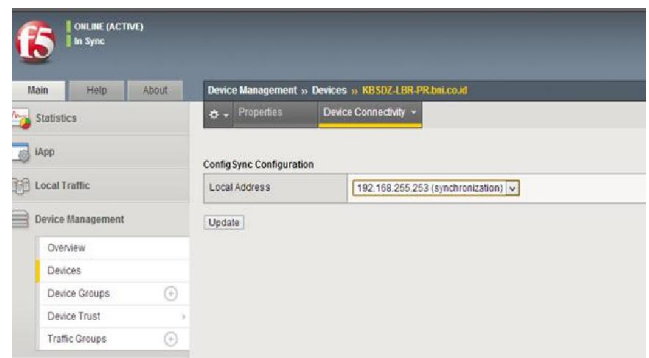 f5
ONLINE (ACTIVE)
In Sync
Main
Help
About
Device Management ›› Devices ›› KBSDZ-LBR-PR.bni.co.id
Statistics
iApp
Local Traffic
Device Management
Overview
Devices
Device Groups
Device Trust
Traffic Groups
Properties
Device Connectivity
ConfigSync Configuration
Local Address
192.168.255.253 (synchronization)
Update